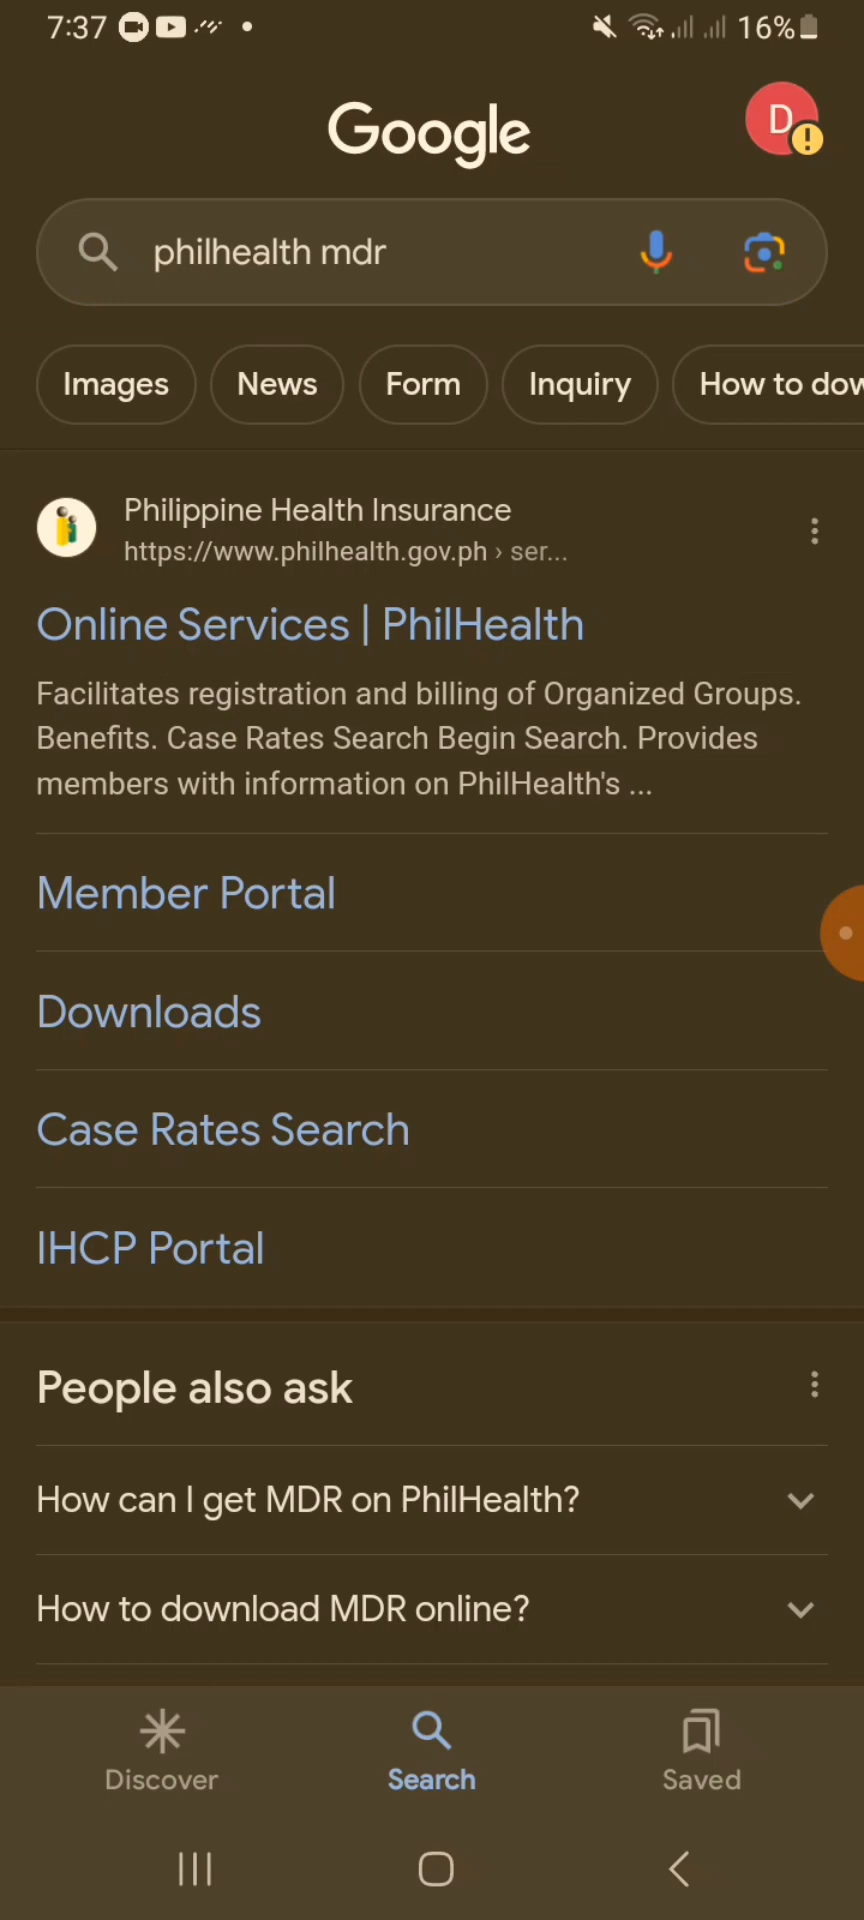 7:37
16%
Google
D
philhealth mdr
Images
News
Form
Inquiry
How to dow
Philippine Health Insurance
https://www.philhealth.gov.ph › ser...
Online Services | PhilHealth
Facilitates registration and billing of Organized Groups.
Benefits. Case Rates Search Begin Search. Provides
members with information on PhilHealth's ...
Member Portal
Downloads
Case Rates Search
IHCP Portal
People also ask
How can I get MDR on PhilHealth?
How to download MDR online?
Discover
Search
Saved